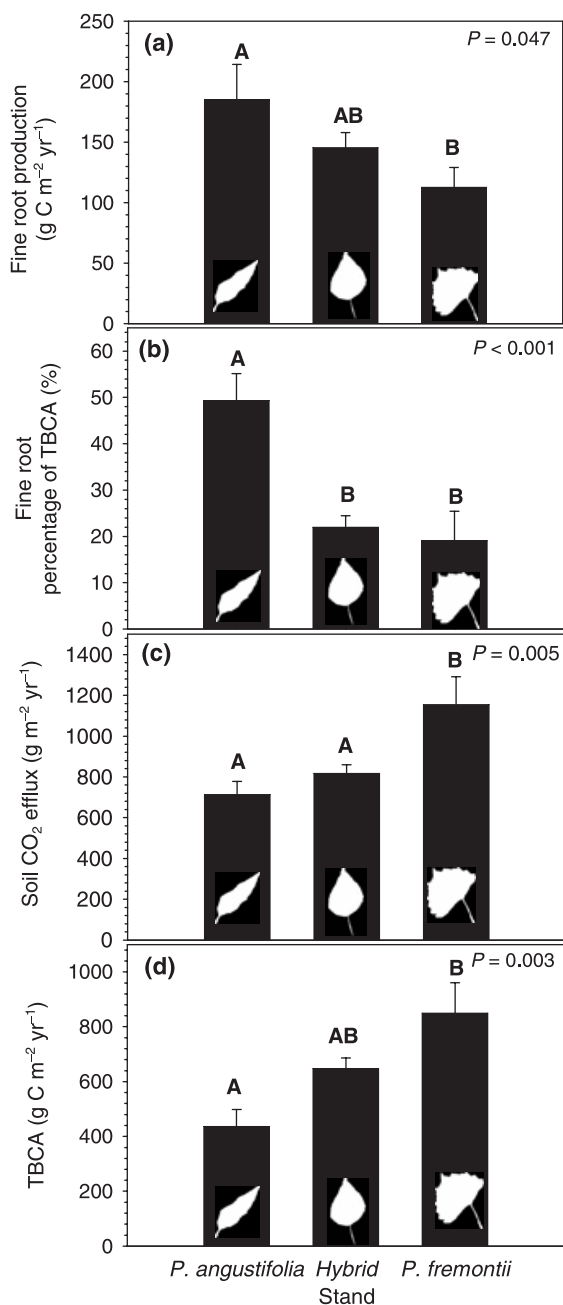 Fine root production
(g C m⁻² yr⁻¹)
250
200
150
100
50
0
(a)
P = 0.047
A
AB
B
Fine root
percentage of TBCA (%)
60
50
40
30
20
10
0
(b)
P < 0.001
A
B
B
Soil CO₂ efflux (g m⁻² yr⁻¹)
1400
1200
1000
800
600
400
200
0
(c)
P = 0.005
A
A
B
TBCA (g C m⁻² yr⁻¹)
1000
800
600
400
200
0
(d)
P = 0.003
A
AB
B
P. angustifolia Hybrid P. fremontii
Stand